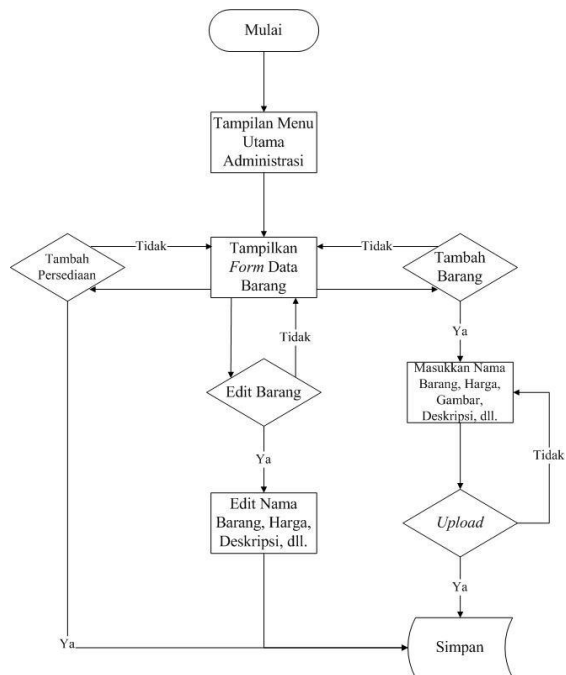 Mulai
Tampilan Menu
Utama
Administrasi
Tambah
Persediaan
Tidak
Tampilkan
Form Data
Barang
Tidak
Tambah
Barang
Tidak
Ya
Edit Barang
Masukkan Nama
Barang, Harga,
Gambar,
Deskripsi, dll.
Tidak
Ya
Edit Nama
Barang, Harga,
Deskripsi, dll.
Upload
Ya
Ya
Simpan